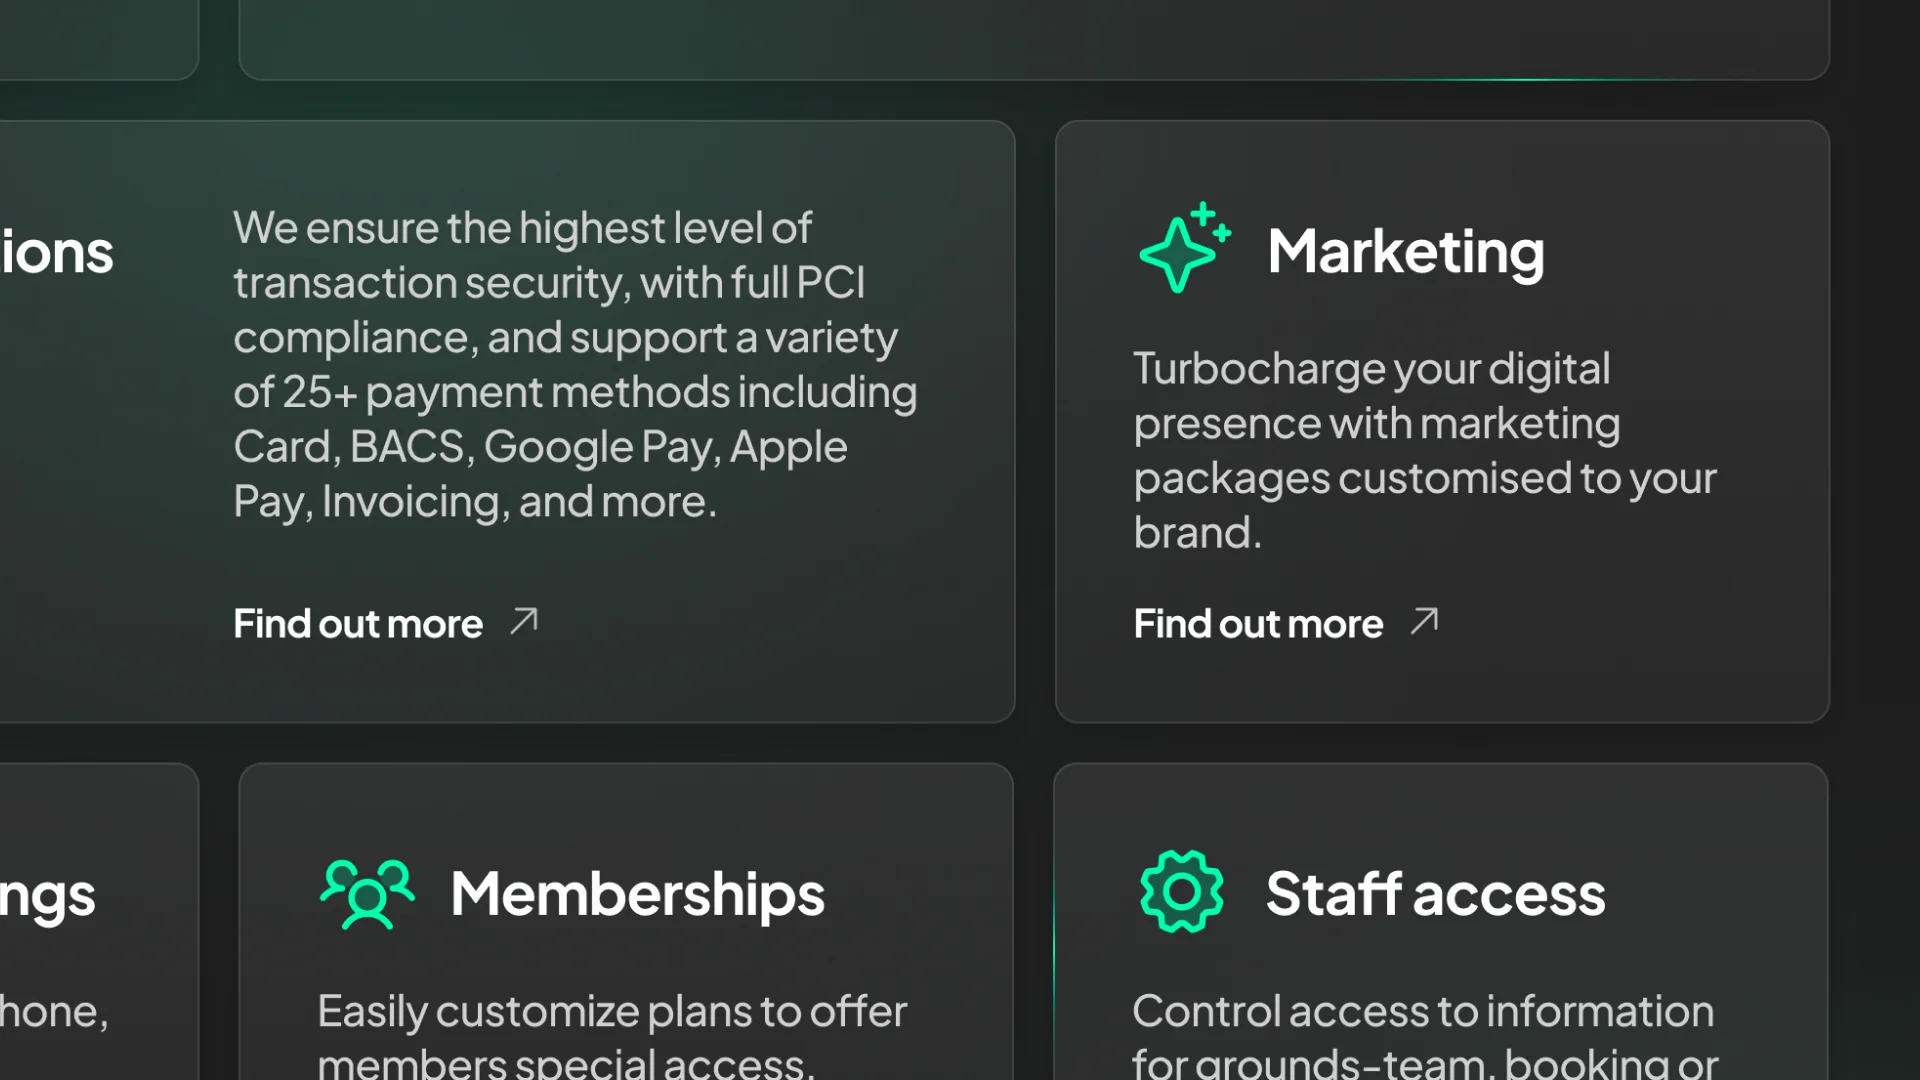 ions
We ensure the highest level of
transaction security, with full PCI
compliance, and support a variety
of 25+ payment methods including
Card, BACS, Google Pay, Apple
Pay, Invoicing, and more.
Find out more
Marketing
Turbocharge your digital
presence with marketing
packages customised to your
brand.
Find out more
ngs
hone,
Memberships
Easily customize plans to offer
members special access,
Staff access
Control access to information
for grounds-team, booking or